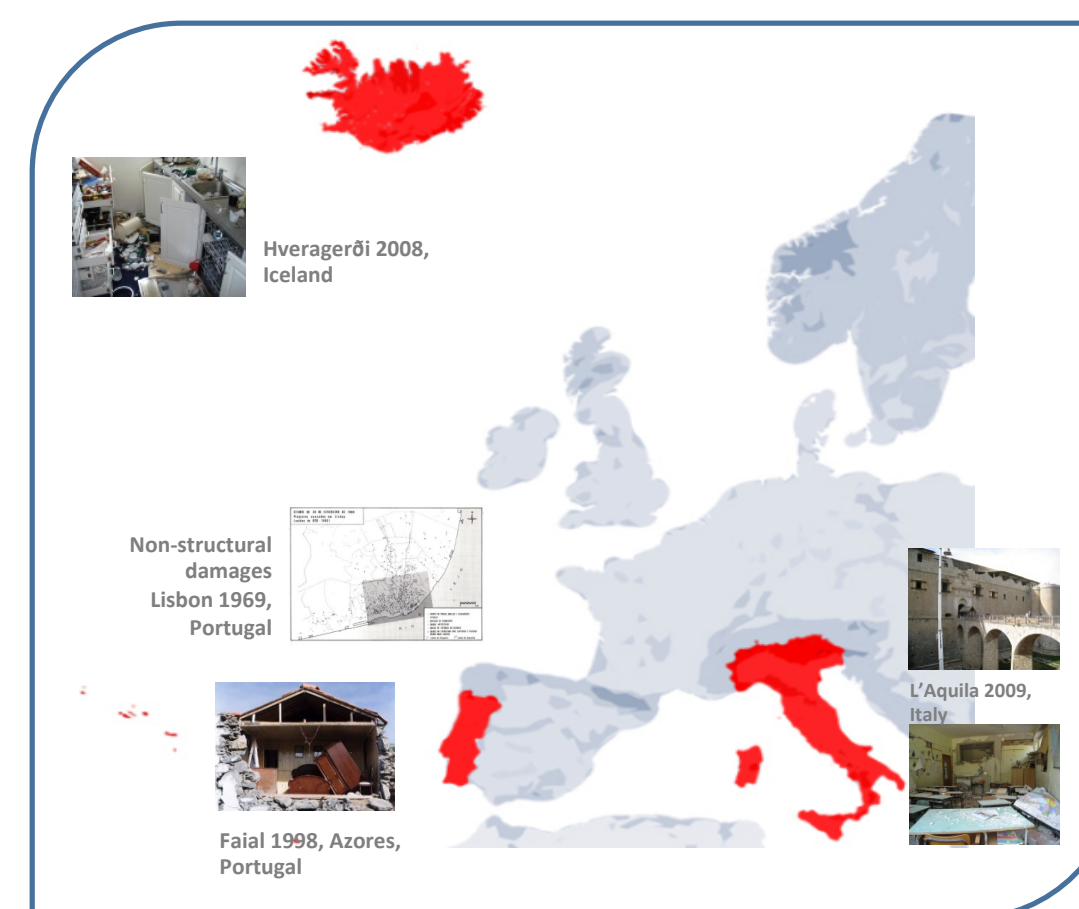 Hveragerði 2008,
Iceland
Non-structural
damages
Lisbon 1969,
Portugal
L'Aquila 2009,
Italy
Faial 1998, Azores,
Portugal